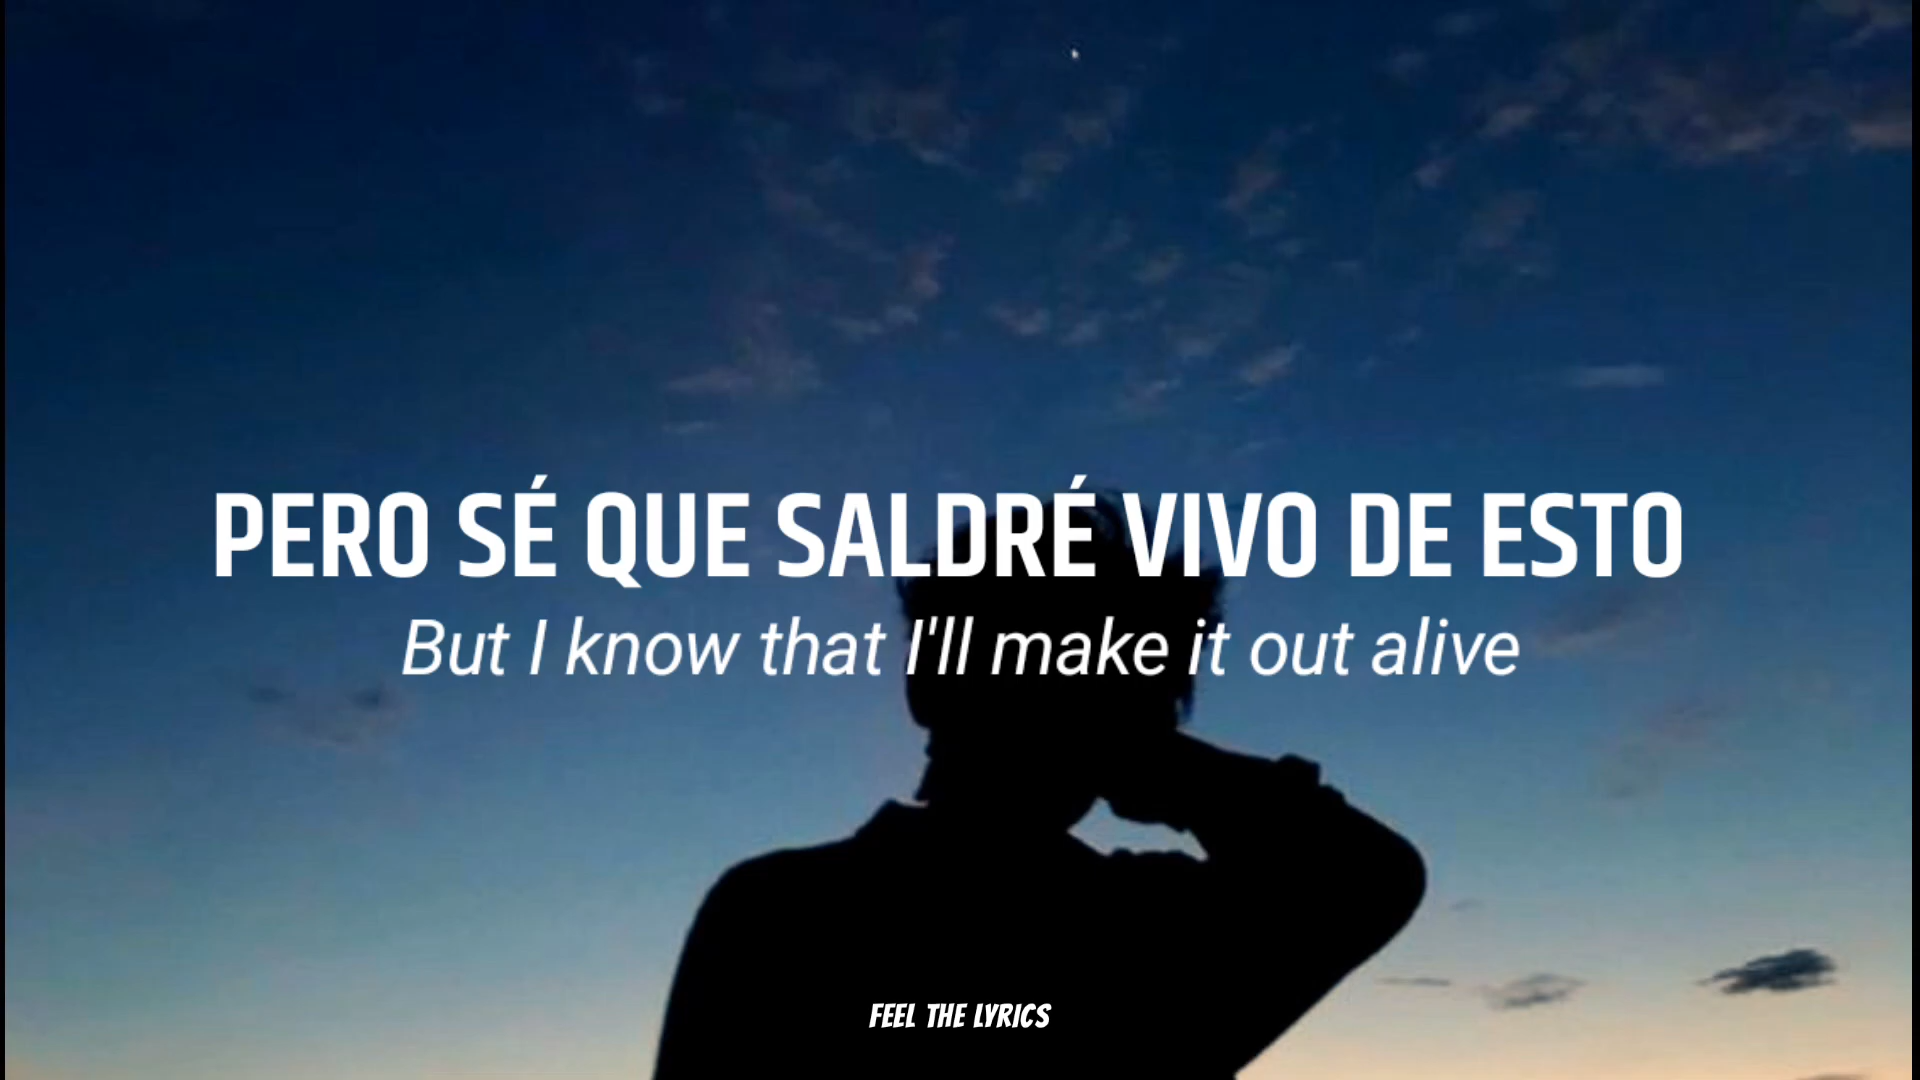 PERO SÉ QUE SALDRÉ VIVO DE ESTO
But I know that I'll make it out alive
FEEL THE LYRICS